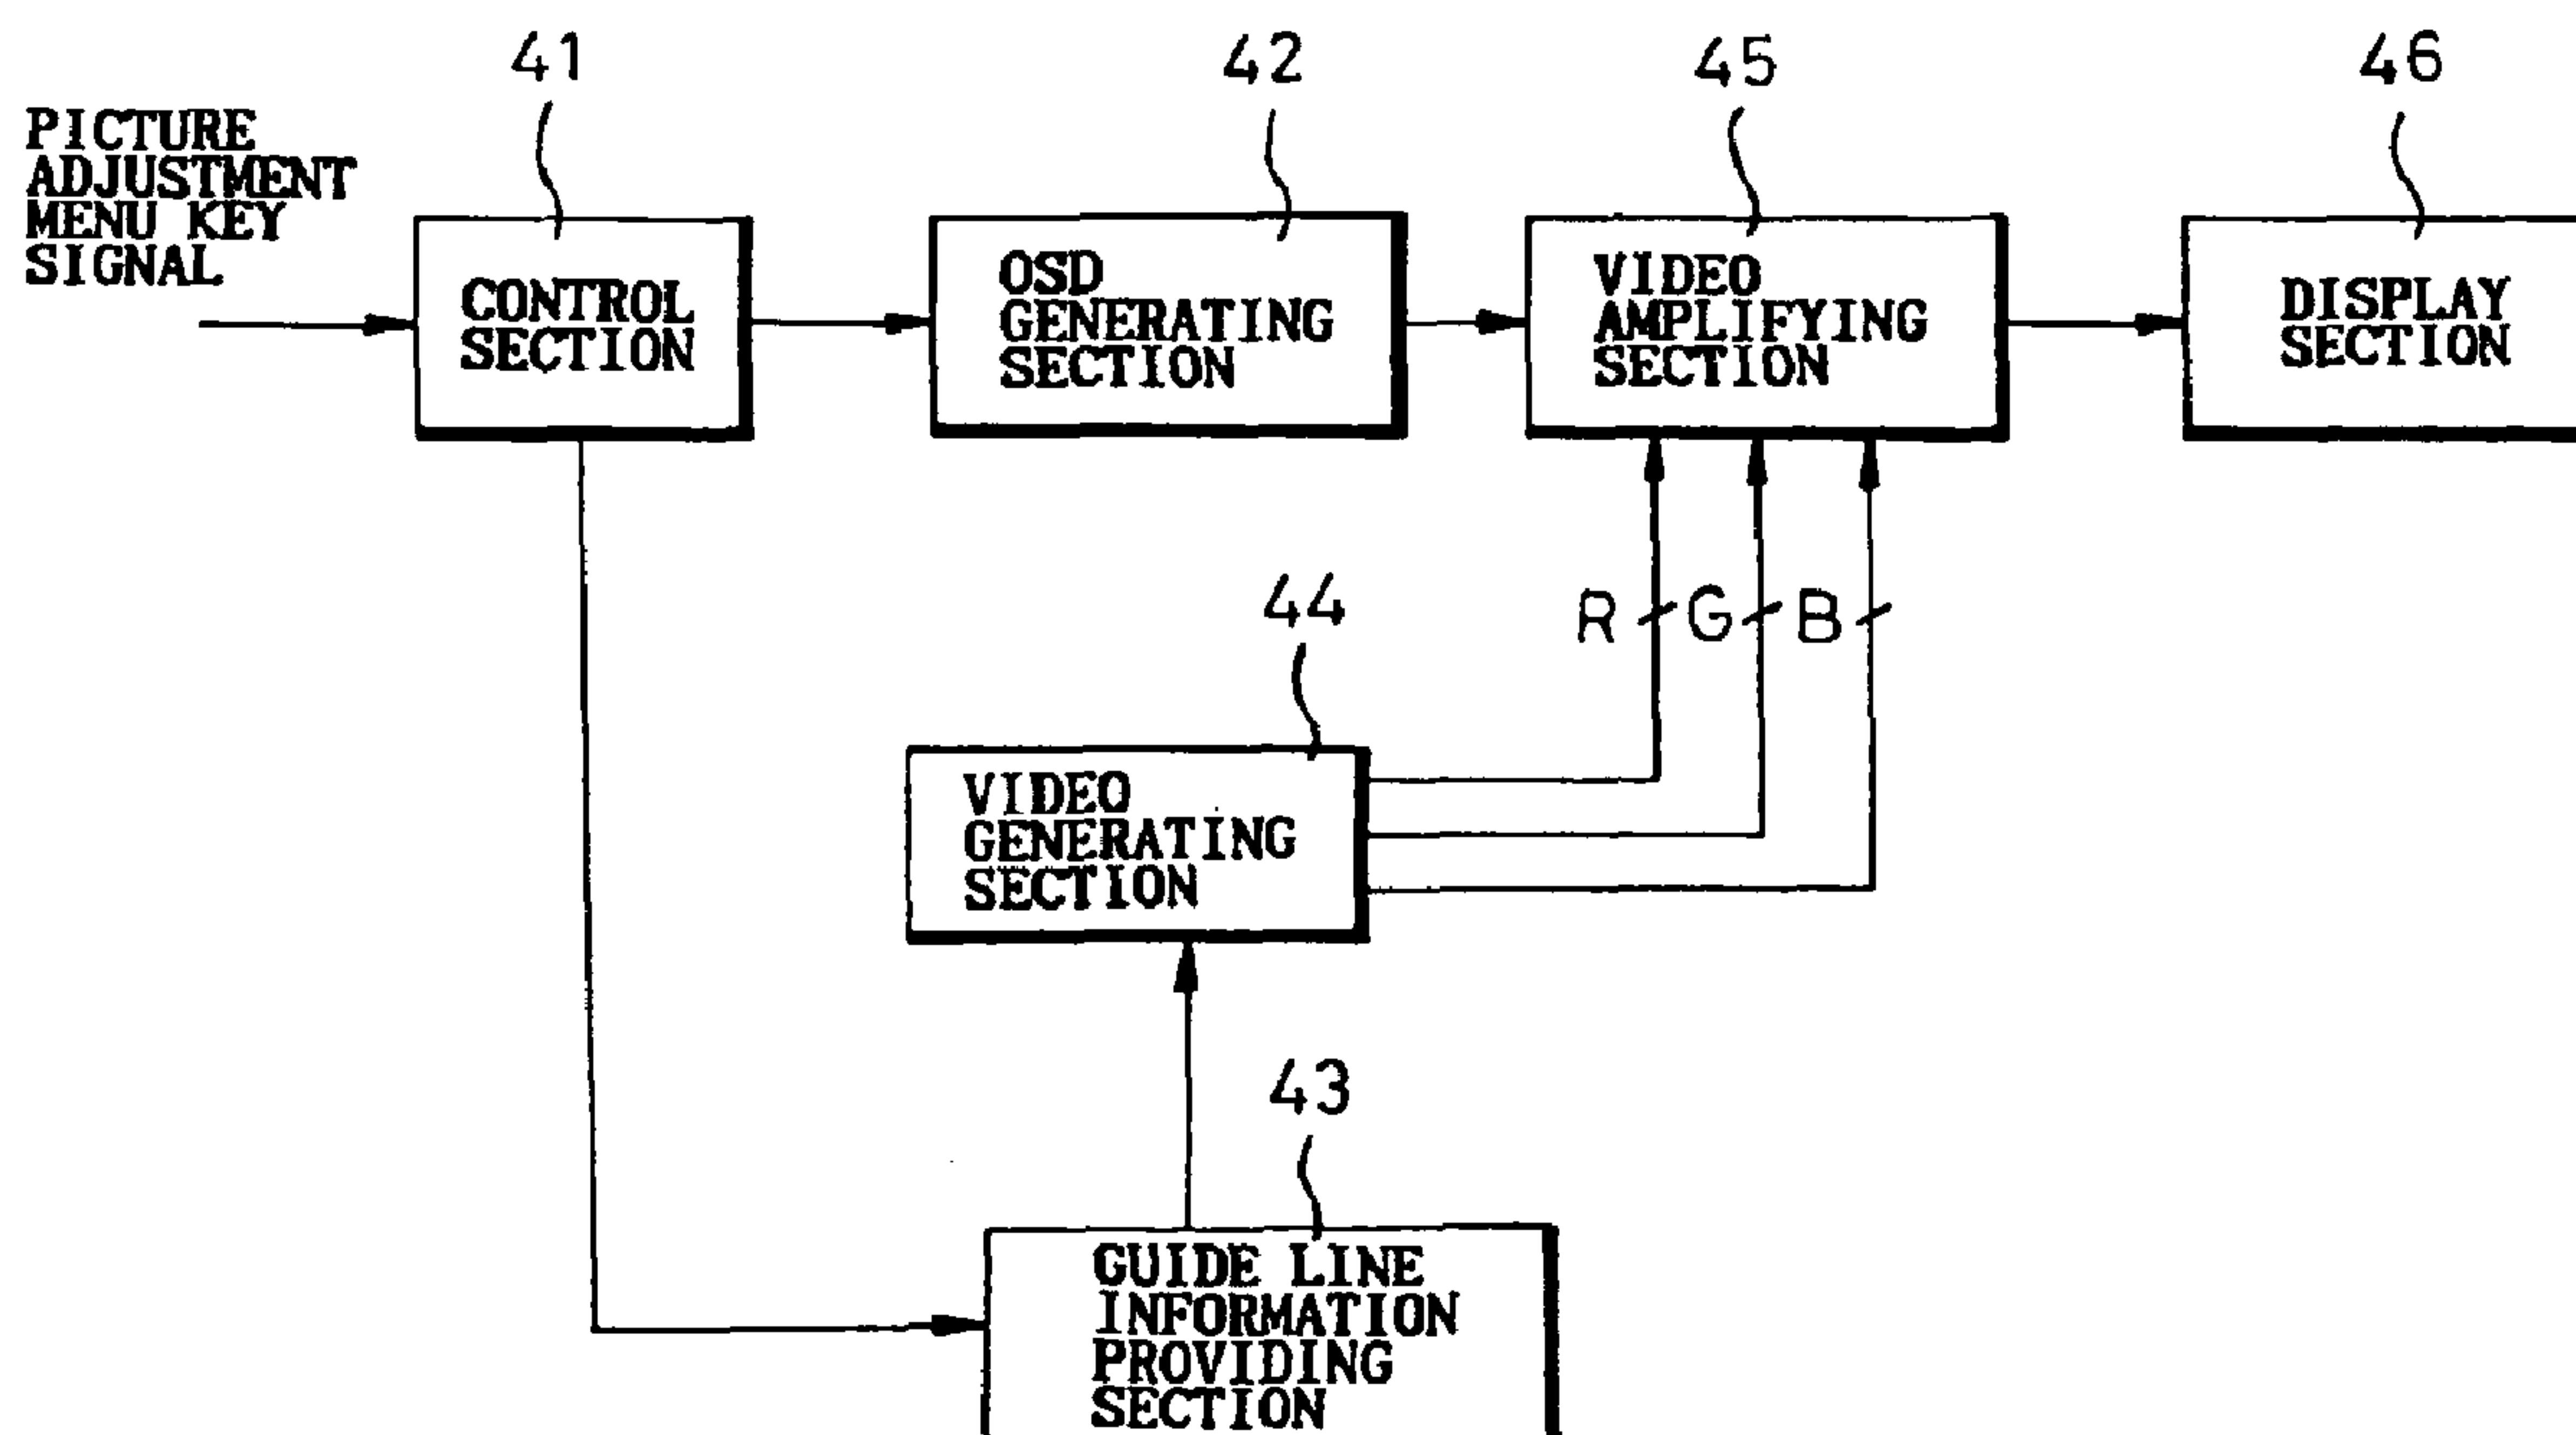 41
42
45
46
PICTURE
ADJUSTMENT
MENU KEY
SIGNAL
CONTROL
SECTION
OSD
GENERATING
SECTION
VIDEO
AMPLIFYING
SECTION
DISPLAY
SECTION
R
G
B
44
VIDEO
GENERATING
SECTION
43
GUIDE LINE
INFORMATION
PROVIDING
SECTION